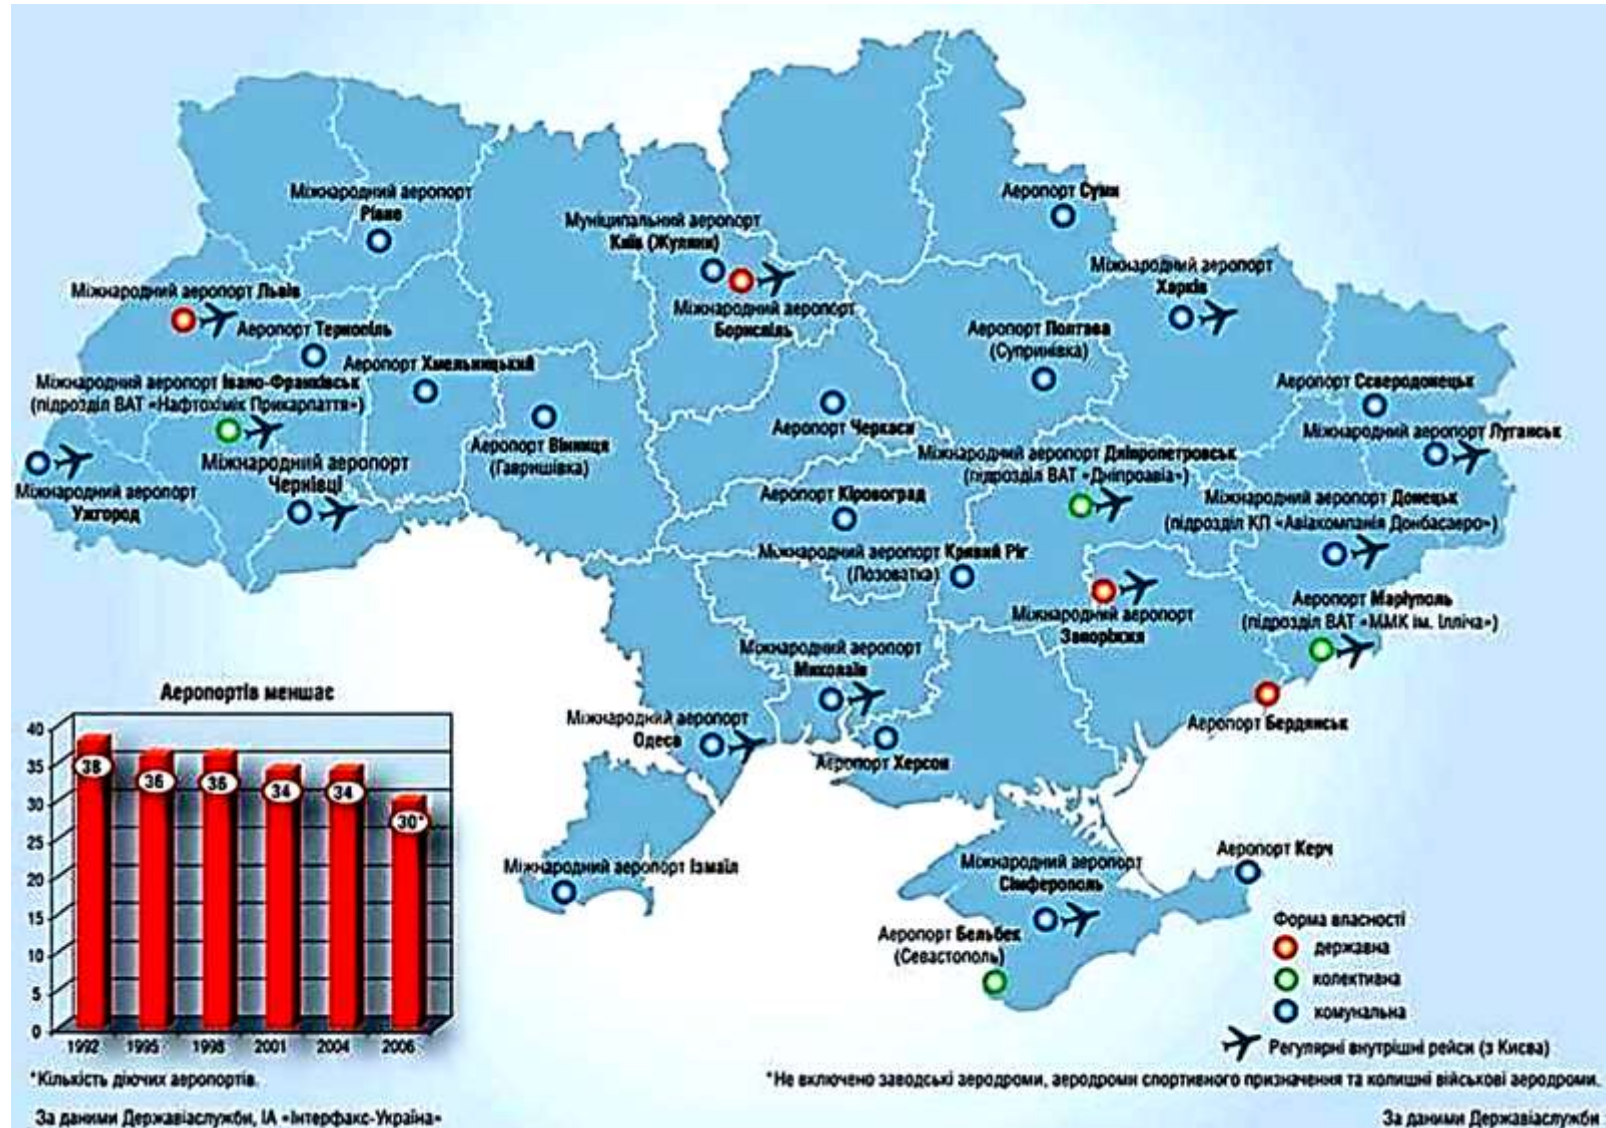 Міжнародний аеропорт
Рівне
Муніципальний аеропорт
Київ (Жуляни)
Аеропорт Суми
Міжнародний аеропорт
Харків
Міжнародний аеропорт Львів
Міжнародний аеропорт
Бориспіль
Аеропорт Тернопіль
Аеропорт Полтава
(Супринівка)
Аеропорт Хмельницький
Міжнародний аеропорт Івано-Франківськ
(підрозділ ВАТ «Нафтохімік Прикарпаття»)
Аеропорт Сєвєродонецьк
Аеропорт Черкаси
Міжнародний аеропорт Луганськ
Аеропорт Вінниця
(Гавришівка)
Міжнародний аеропорт Дніпропетровськ
(підрозділ ВАТ «Дніпроавіа»)
Міжнародний аеропорт
Чернівці
Міжнародний аеропорт
Ужгород
Аеропорт Кіровоград
Міжнародний аеропорт Донецьк
(підрозділ КП «Авіакомпанія Донбасаеро»)
Міжнародний аеропорт Кривий Ріг
(Лозоватка)
Міжнародний аеропорт
Запоріжжя
Аеропорт Маріуполь
(підрозділ ВАТ «ММК ім. Ілліча»)
Міжнародний аеропорт
Миколаїв
Міжнародний аеропорт
Одеса
Аеропорт Херсон
Аеропорт Бердянськ
Міжнародний аеропорт Ізмаїл
Міжнародний аеропорт
Сімферополь
Аеропорт Керч
Аеропорт Бельбек
(Севастополь)
Аеропортів меншає
40
35
30
25
20
15
10
5
0
38
36
36
34
34
30*
1992 1995 1998 2001 2004 2006
*Кількість діючих аеропортів.
За даними Державіаслужби, ІА «Інтерфакс-Україна»
Форма власності
державна
колективна
комунальна
Регулярні внутрішні рейси (з Києва)
*Не включено заводські аеродроми, аеродроми спортивного призначення та колишні військові аеродроми.
За даними Державіаслужби